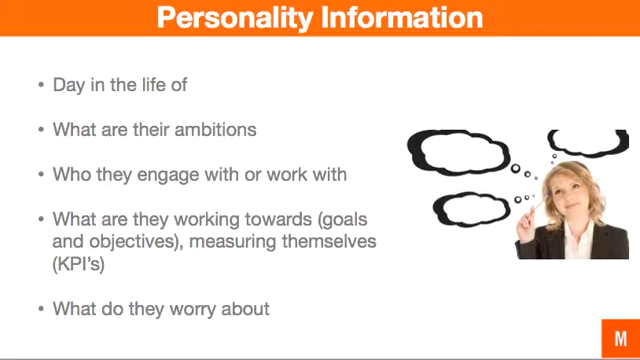 Personality Information
• Day in the life of
• What are their ambitions
• Who they engage with or work with
• What are they working towards (goals
and objectives), measuring themselves
(KPI's)
• What do they worry about
M